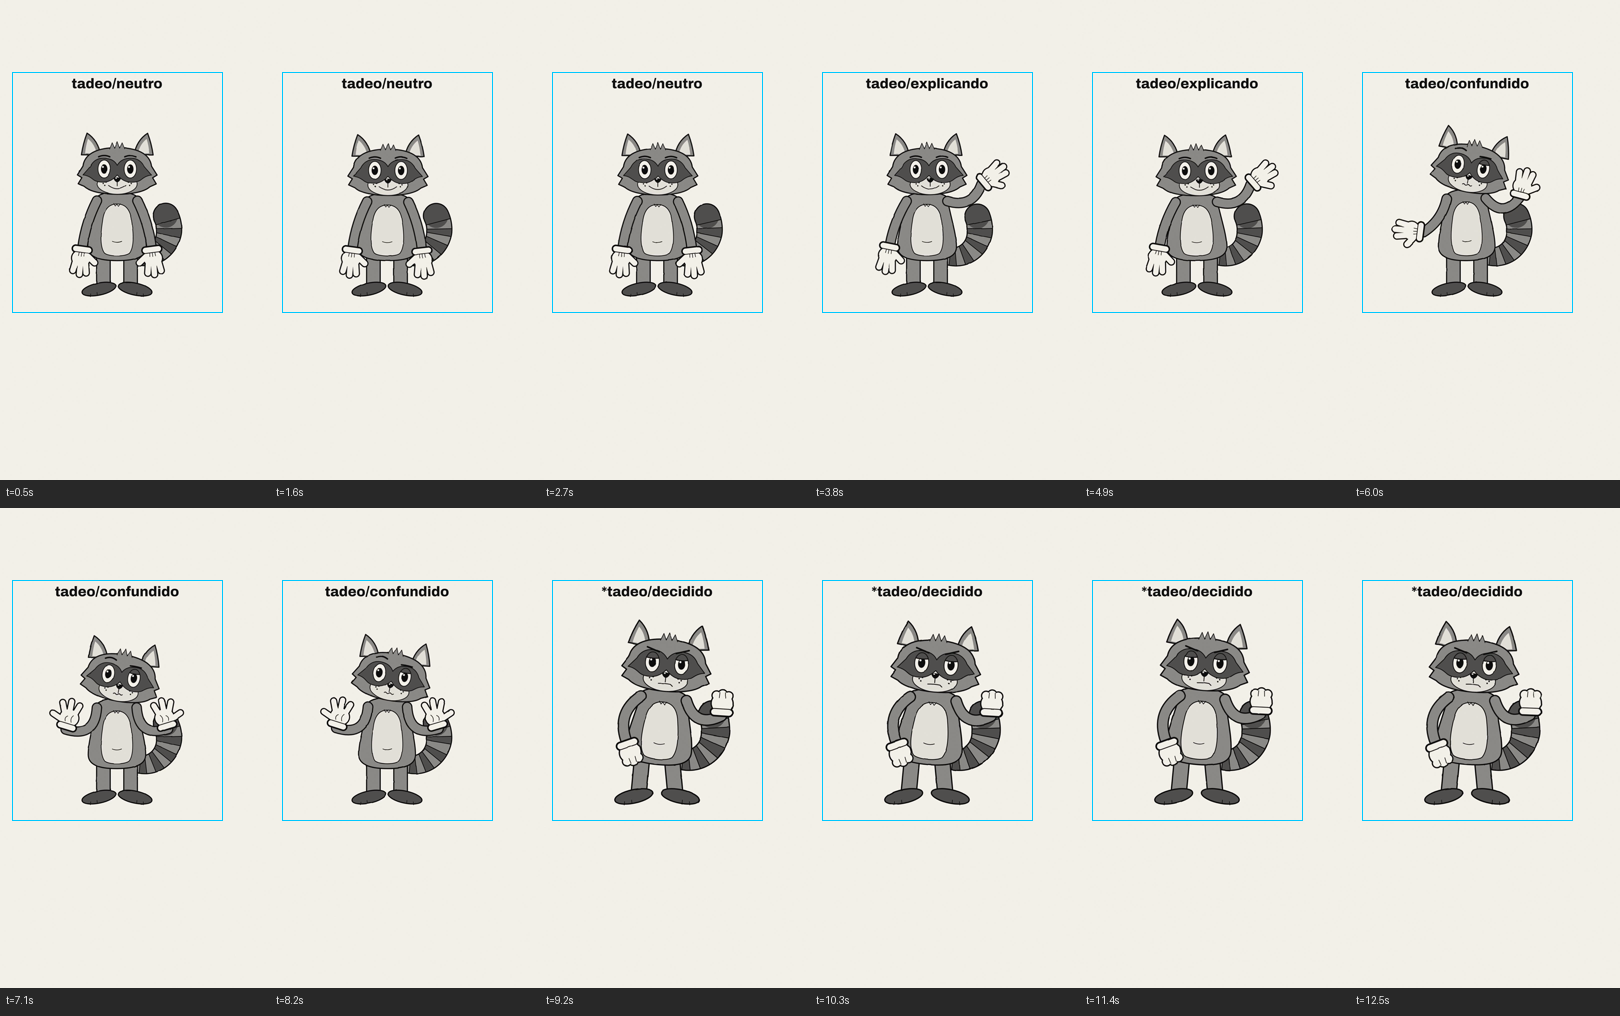 tadeo/neutro
tadeo/neutro
tadeo/neutro
tadeo/explicando
tadeo/explicando
tadeo/confundido
t=0.5s
t=1.6s
t=2.7s
t=3.8s
t=4.9s
t=6.0s
tadeo/confundido
tadeo/confundido
*tadeo/decidido
*tadeo/decidido
*tadeo/decidido
*tadeo/decidido
t=7.1s
t=8.2s
t=9.2s
t=10.3s
t=11.4s
t=12.5s